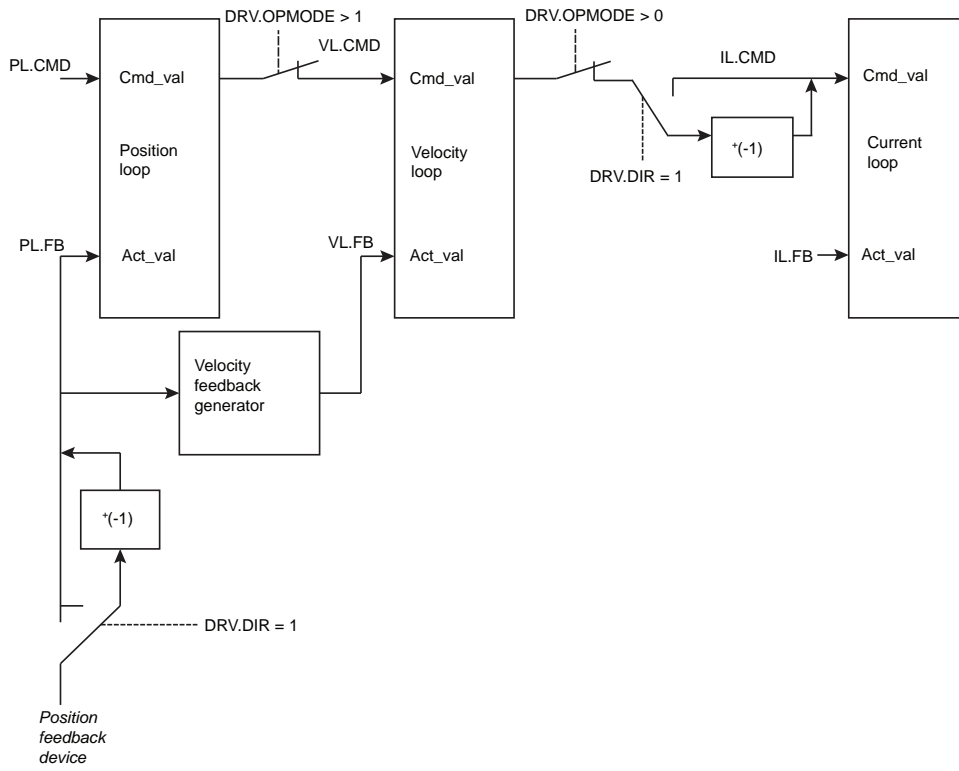 DRV.OPMODE > 1
DRV.OPMODE > 0
PL.CMD
VL.CMD
IL.CMD
Cmd_val
Cmd_val
Cmd_val
Position
loop
Velocity
loop
+(-1)
Current
loop
DRV.DIR = 1
PL.FB
Act_val
VL.FB
Act_val
IL.FB
Act_val
Velocity
feedback
generator
+(-1)
DRV.DIR = 1
Position
feedback
device